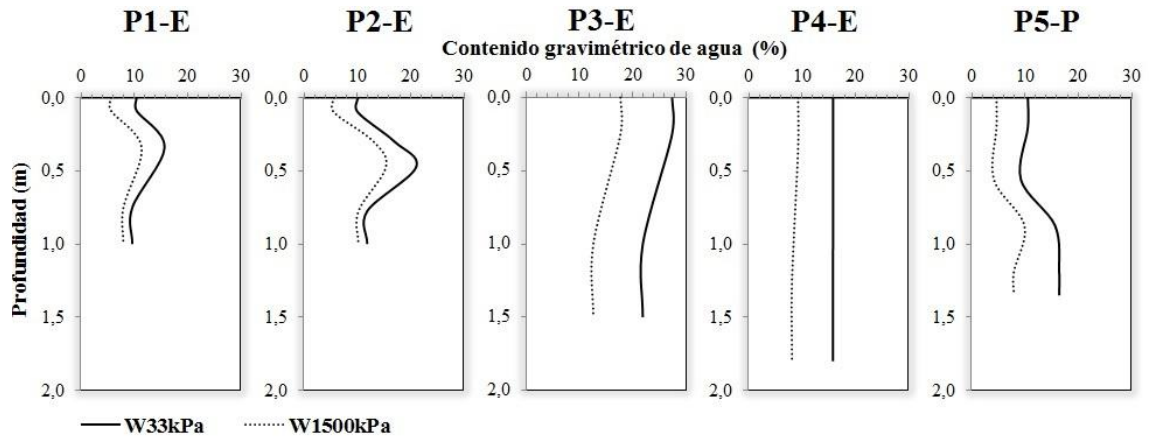 P1-E P2-E P3-E P4-E P5-P
Contenido gravimétrico de agua (%)
0 10 20 30 0 10 20 30 0 10 20 30 0 10 20 30 0 10 20 30
0,0 0,0 0,0 0,0 0,0
0,5 0,5 0,5 0,5 0,5
Profundidad (m)
1,0 1,0 1,0 1,0 1,0
1,5 1,5 1,5 1,5 1,5
2,0 2,0 2,0 2,0 2,0
W33kPa W1500kPa